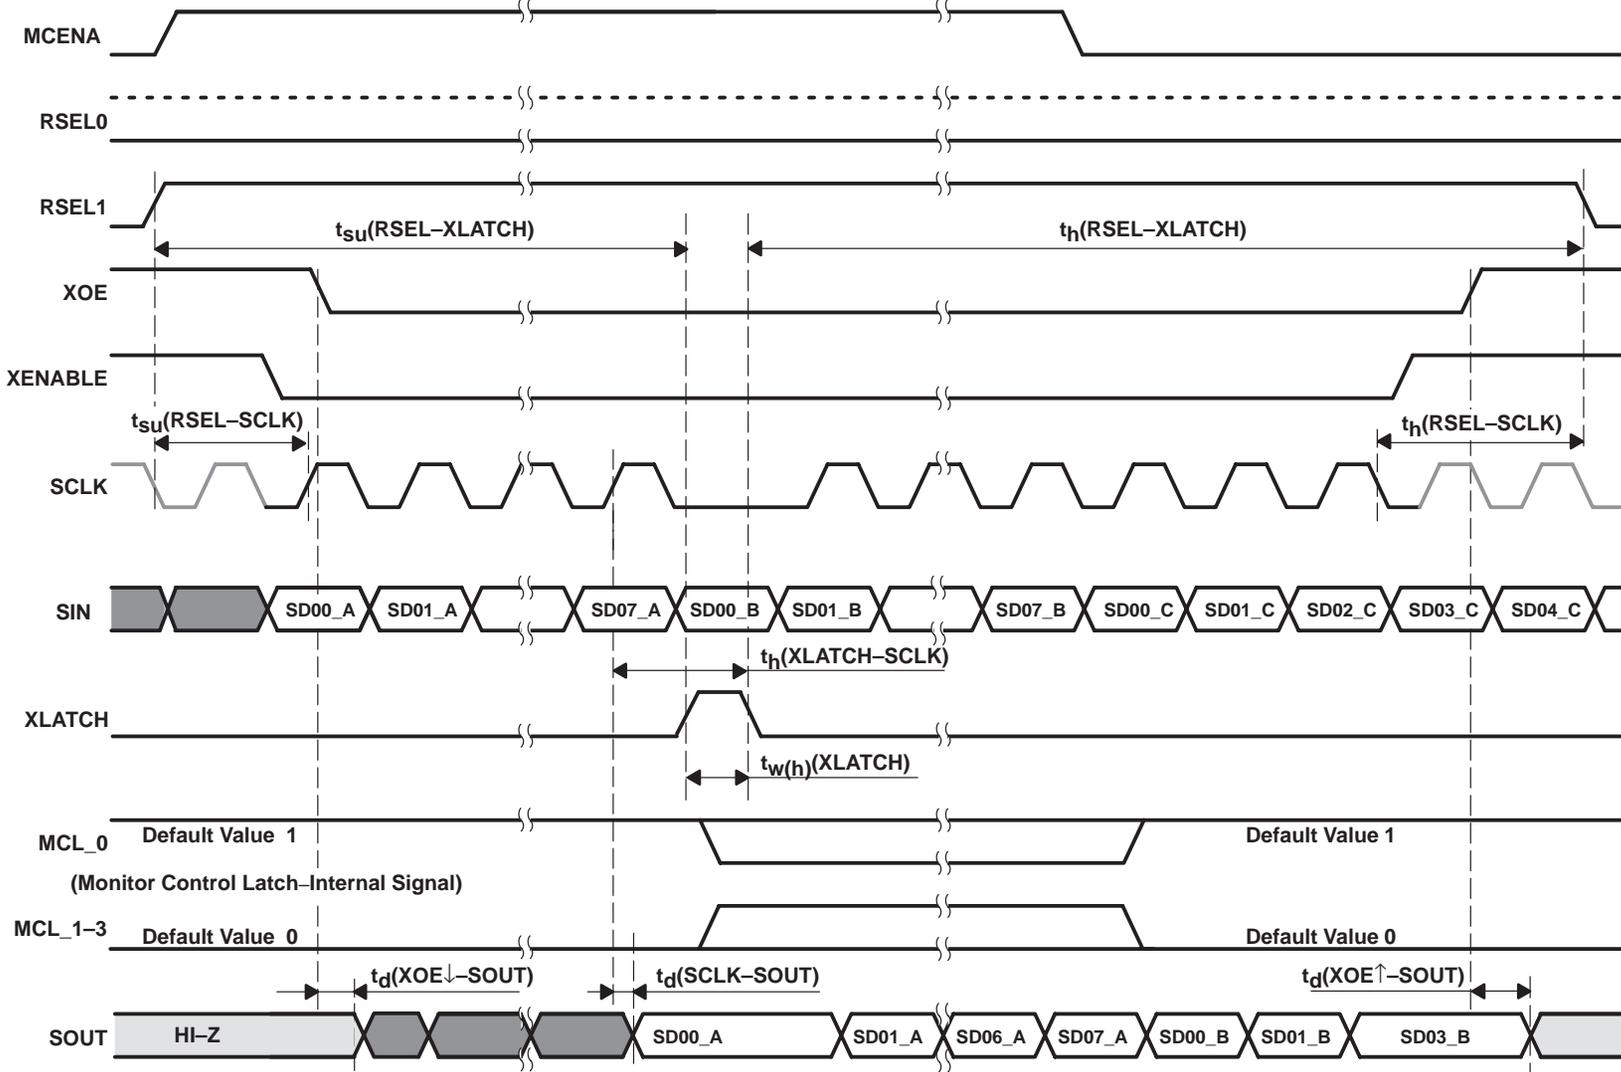 MCENA
RSEL0
RSEL1
tsu(RSEL–XLATCH)
th(RSEL–XLATCH)
XOE
XENABLE
tsu(RSEL–SCLK)
th(RSEL–SCLK)
SCLK
SIN
SD00_A
SD01_A
SD07_A
SD00_B
SD01_B
SD07_B
SD00_C
SD01_C
SD02_C
SD03_C
SD04_C
th(XLATCH–SCLK)
XLATCH
tw(h)(XLATCH)
MCL_0
Default Value 1
Default Value 1
(Monitor Control Latch–Internal Signal)
MCL_1–3
Default Value 0
Default Value 0
td(XOE↓–SOUT)
td(SCLK–SOUT)
td(XOE↑–SOUT)
SOUT
HI–Z
SD00_A
SD01_A
SD06_A
SD07_A
SD00_B
SD01_B
SD03_B